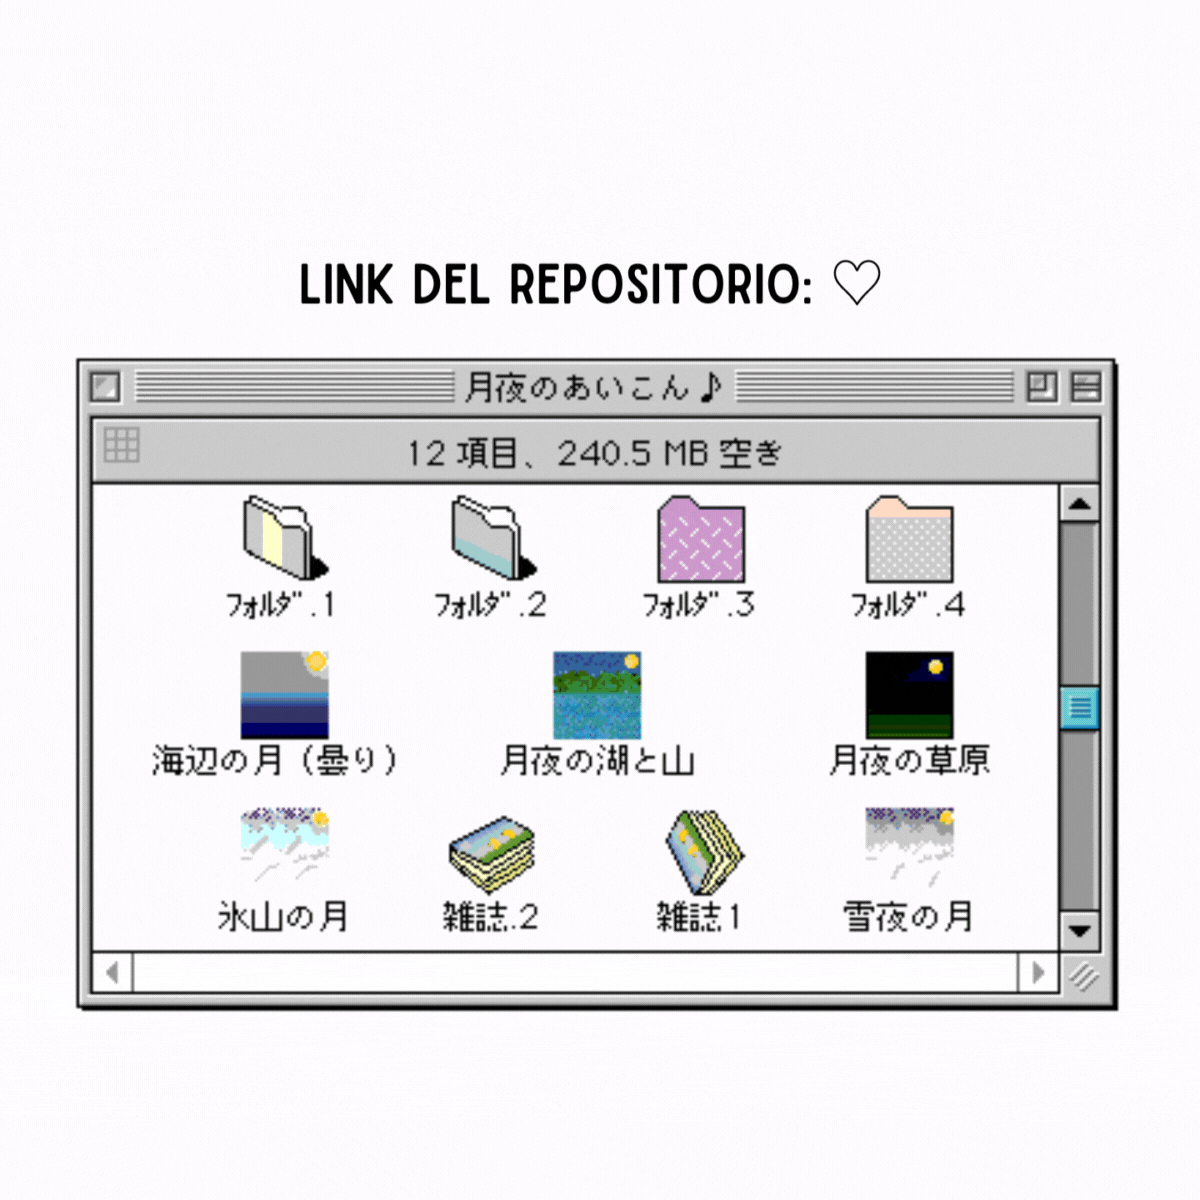 LINK DEL REPOSITORIO: ♡
月夜のあいこん♪
12 項目、240.5 MB 空き
ﾌｫﾙﾀﾞ.1 ﾌｫﾙﾀﾞ.2 ﾌｫﾙﾀﾞ.3 ﾌｫﾙﾀﾞ.4
海辺の月（曇り） 月夜の湖と山 月夜の草原
氷山の月 雑誌.2 雑誌1 雪夜の月